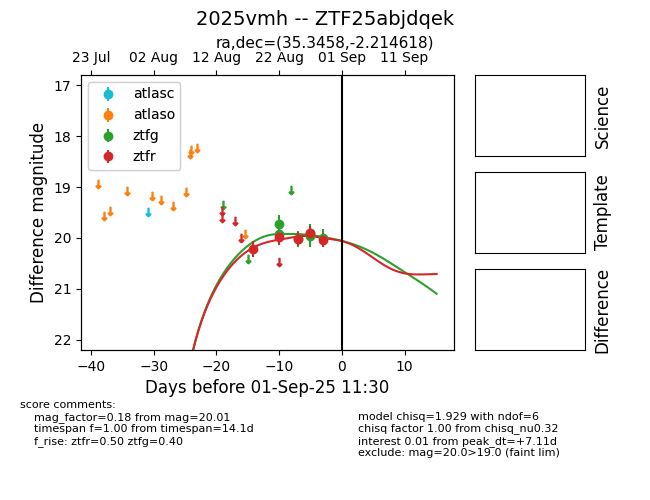 2025vmh -- ZTF25abjdqek
ra,dec=(35.3458,-2.214618)
23 Jul 02 Aug 12 Aug 22 Aug 01 Sep 11 Sep
17
18
19
20
21
22
Difference magnitude
atlasc
atlaso
ztfg
ztfr
−40 −30 −20 −10 0 10
Days before 01-Sep-25 11:30
Science
Template
Difference
score comments:
mag_factor=0.18 from mag=20.01
timespan f=1.00 from timespan=14.1d
f_rise: ztfr=0.50 ztfg=0.40
model chisq=1.929 with ndof=6
chisq factor 1.00 from chisq_nu0.32
interest 0.01 from peak_dt=+7.11d
exclude: mag=20.0>19.0 (faint lim)